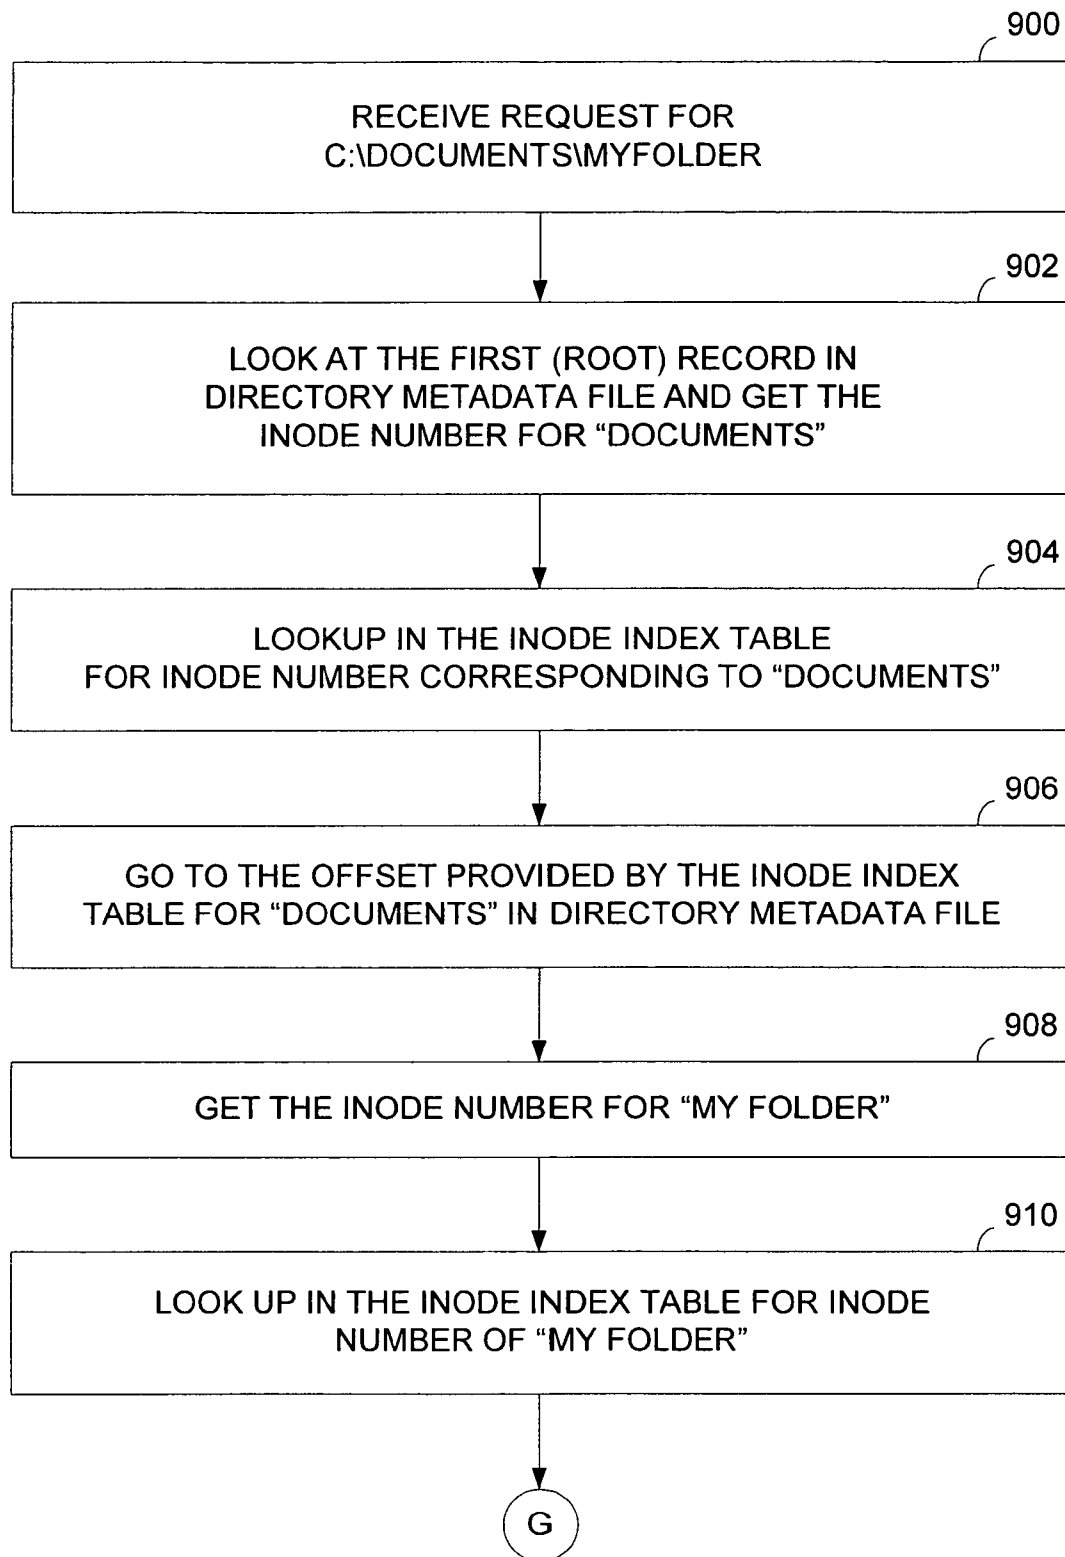 900
RECEIVE REQUEST FOR
C:\DOCUMENTS\MYFOLDER
902
LOOK AT THE FIRST (ROOT) RECORD IN
DIRECTORY METADATA FILE AND GET THE
INODE NUMBER FOR “DOCUMENTS”
904
LOOKUP IN THE INODE INDEX TABLE
FOR INODE NUMBER CORRESPONDING TO “DOCUMENTS”
906
GO TO THE OFFSET PROVIDED BY THE INODE INDEX
TABLE FOR “DOCUMENTS” IN DIRECTORY METADATA FILE
908
GET THE INODE NUMBER FOR “MY FOLDER”
910
LOOK UP IN THE INODE INDEX TABLE FOR INODE
NUMBER OF “MY FOLDER”
G